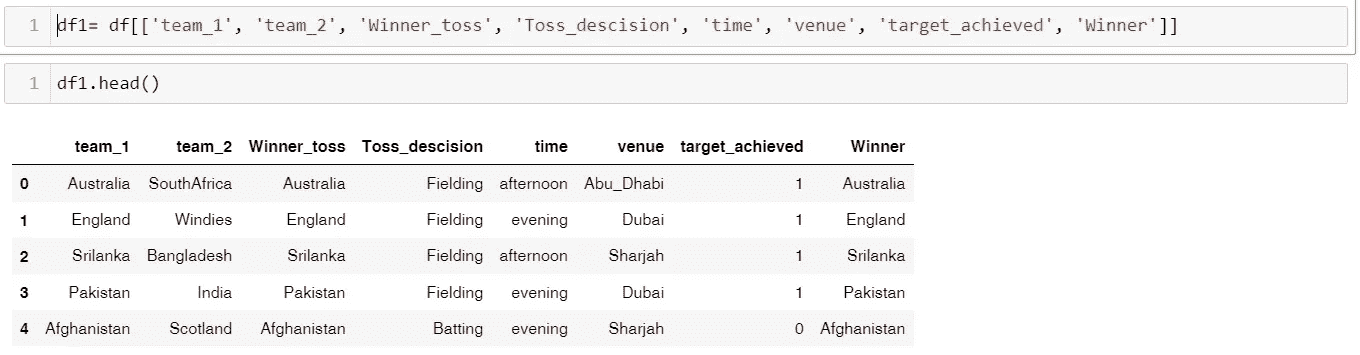 1 df1= df[['team_1', 'team_2', 'Winner_toss', 'Toss_descision', 'time', 'venue', 'target_achieved', 'Winner']]
1 df1.head()
team_1 team_2 Winner_toss Toss_descision time venue target_achieved Winner
0 Australia SouthAfrica Australia Fielding afternoon Abu_Dhabi 1 Australia
1 England Windies England Fielding evening Dubai 1 England
2 Srilanka Bangladesh Srilanka Fielding afternoon Sharjah 1 Srilanka
3 Pakistan India Pakistan Fielding evening Dubai 1 Pakistan
4 Afghanistan Scotland Afghanistan Batting evening Sharjah 0 Afghanistan